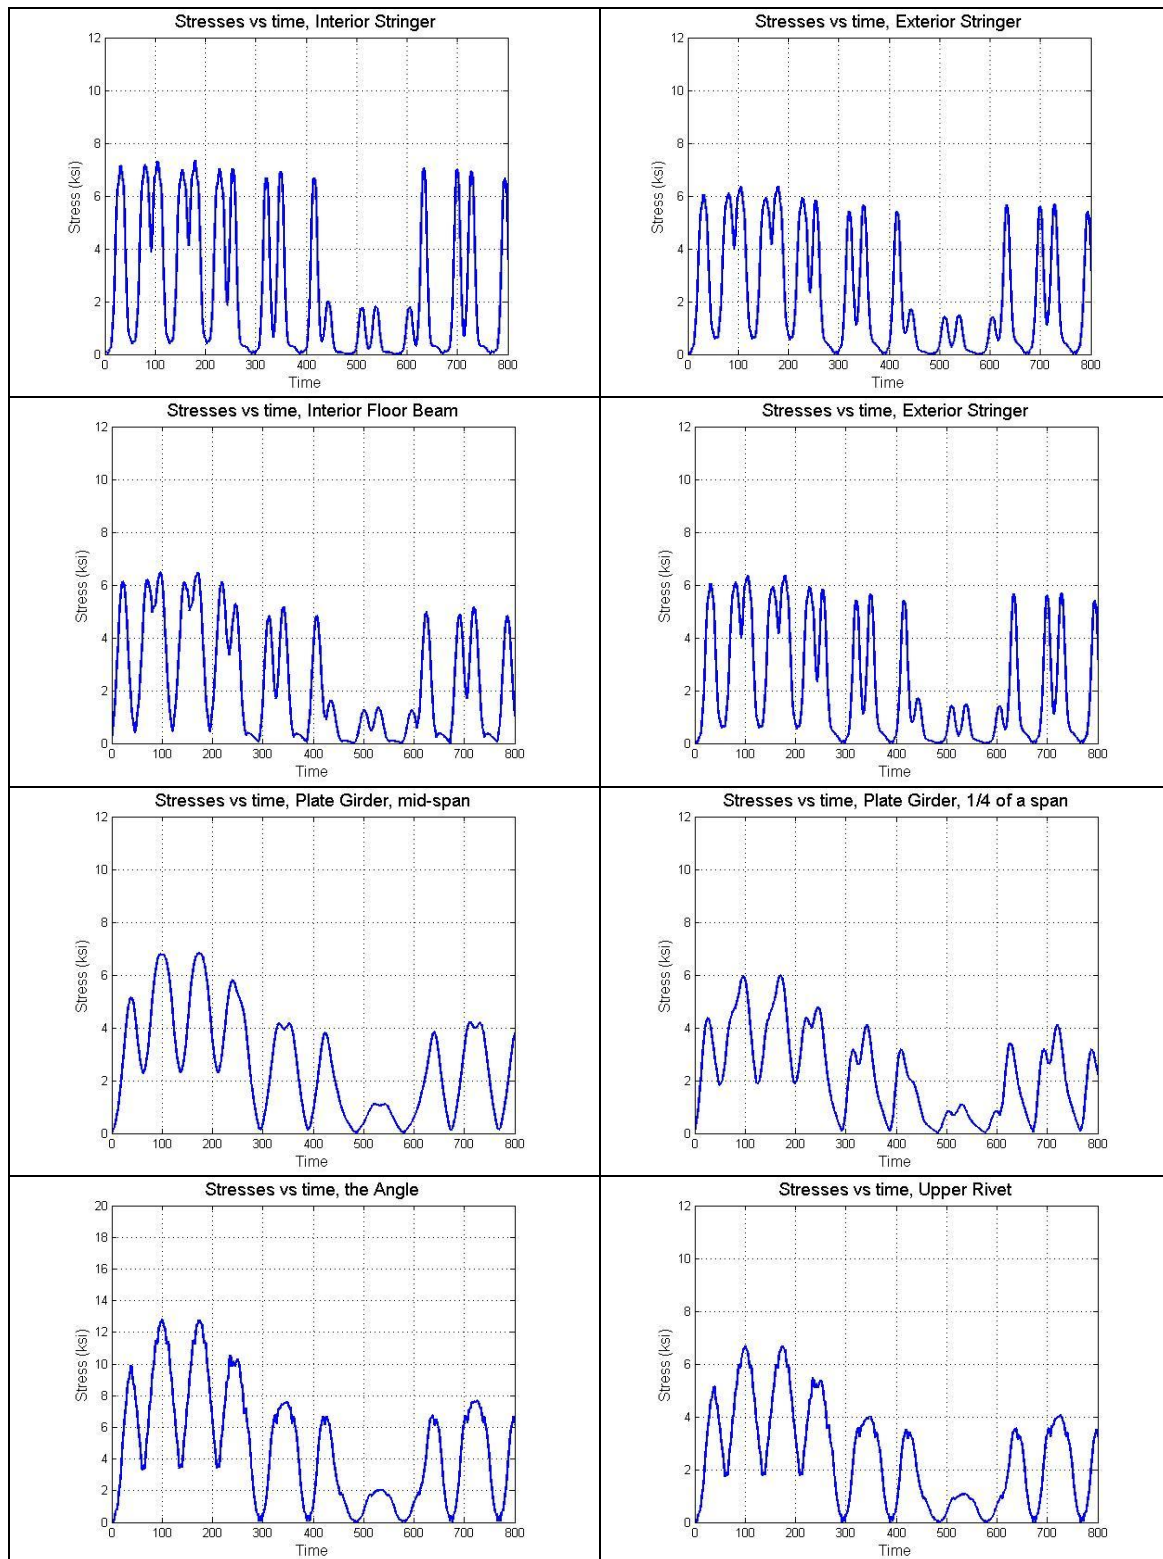 Stresses vs time, Interior Stringer
12
10
8
6
4
2
0
Stress (ksi)
0 100 200 300 400 500 600 700 800
Time
Stresses vs time, Exterior Stringer
12
10
8
6
4
2
0
Stress (ksi)
0 100 200 300 400 500 600 700 800
Time
Stresses vs time, Interior Floor Beam
12
10
8
6
4
2
0
Stress (ksi)
0 100 200 300 400 500 600 700 800
Time
Stresses vs time, Exterior Stringer
12
10
8
6
4
2
0
Stress (ksi)
0 100 200 300 400 500 600 700 800
Time
Stresses vs time, Plate Girder, mid-span
12
10
8
6
4
2
0
Stress (ksi)
0 100 200 300 400 500 600 700 800
Time
Stresses vs time, Plate Girder, 1/4 of a span
12
10
8
6
4
2
0
Stress (ksi)
0 100 200 300 400 500 600 700 800
Time
Stresses vs time, the Angle
20
18
16
14
12
10
8
6
4
2
0
Stress (ksi)
0 100 200 300 400 500 600 700 800
Time
Stresses vs time, Upper Rivet
12
10
8
6
4
2
0
Stress (ksi)
0 100 200 300 400 500 600 700 800
Time